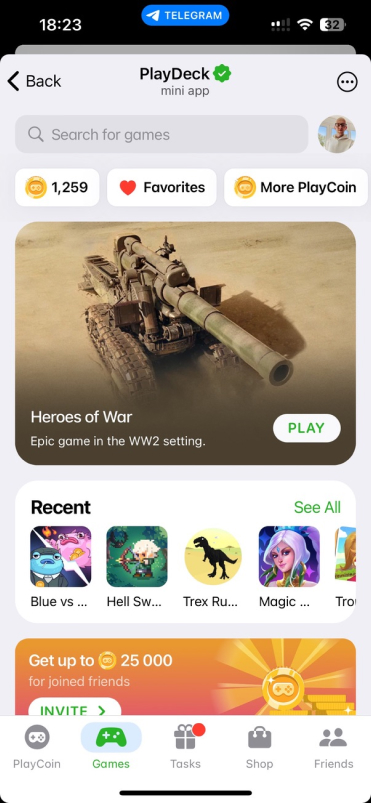 18:23
TELEGRAM
32
Back
PlayDeck
mini app
Search for games
1,259
Favorites
More PlayCoin
Heroes of War
Epic game in the WW2 setting.
PLAY
Recent
See All
Blue vs ...
Hell Sw...
Trex Ru...
Magic ...
Trou
Get up to 25 000
for joined friends
INVITE >
PlayCoin
Games
Tasks
Shop
Friends